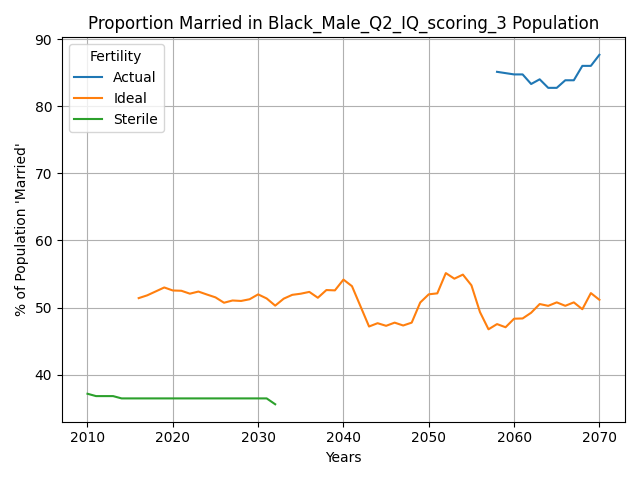 Proportion Married in Black_Male_Q2_IQ_scoring_3 Population
90
80
70
60
50
40
% of Population 'Married'
Fertility
Actual
Ideal
Sterile
2010 2020 2030 2040 2050 2060 2070
Years